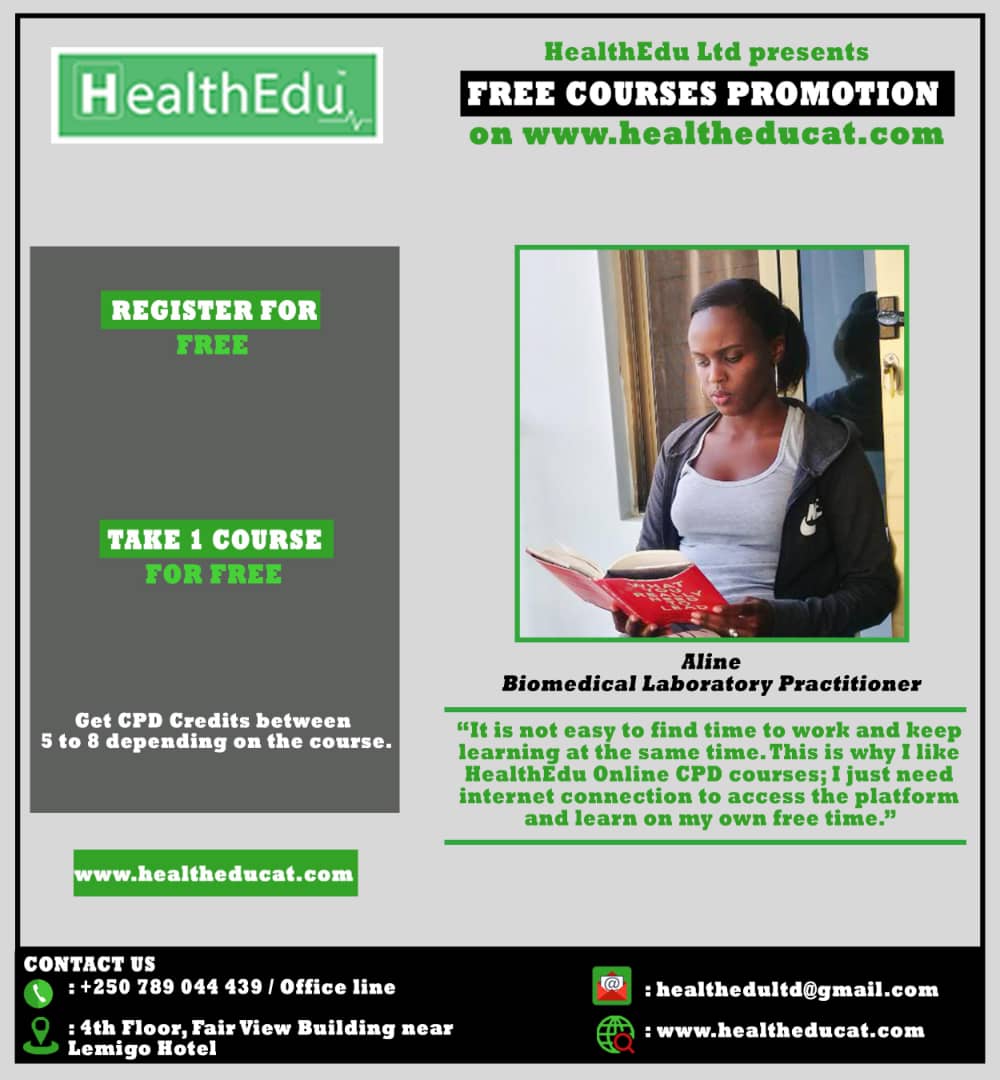 HealthEdu
HealthEdu Ltd presents
FREE COURSES PROMOTION
on www.healtheducat.com
REGISTER FOR
FREE
TAKE 1 COURSE
FOR FREE
Get CPD Credits between
5 to 8 depending on the course.
www.healtheducat.com
WHAT
YOU
REALLY
NEED
TO LEAD
Aline
Biomedical Laboratory Practitioner
“It is not easy to find time to work and keep
learning at the same time. This is why I like
HealthEdu Online CPD courses; I just need
internet connection to access the platform
and learn on my own free time.”
CONTACT US
: +250 789 044 439 / Office line
: 4th Floor, Fair View Building near
Lemigo Hotel
: healthedultd@gmail.com
: www.healtheducat.com